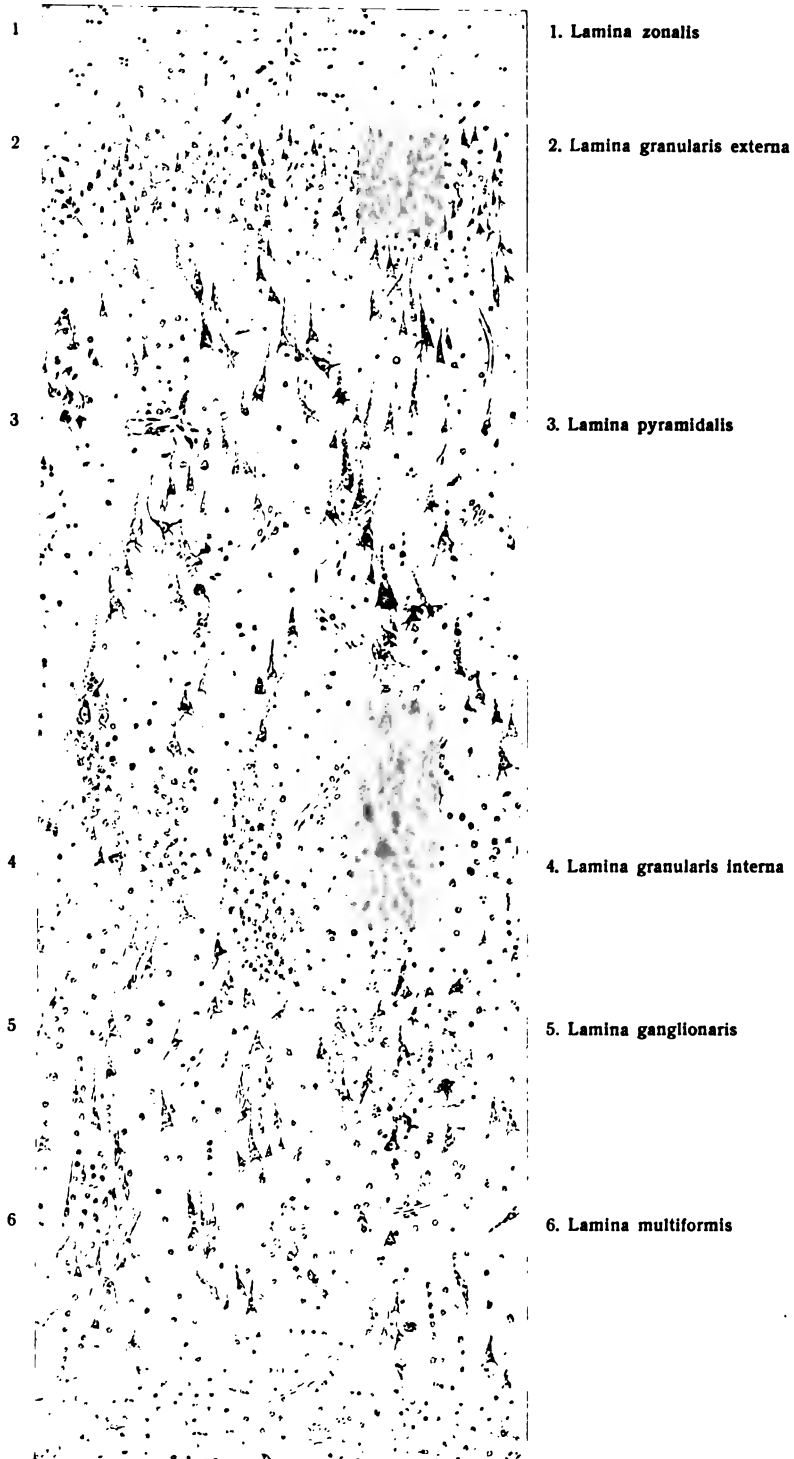 1 1. Lamina zonalis
2 2. Lamina granularis externa
3 3. Lamina pyramidalis
4 4. Lamina granularis interna
5 5. Lamina ganglionaris
6 6. Lamina multiformis